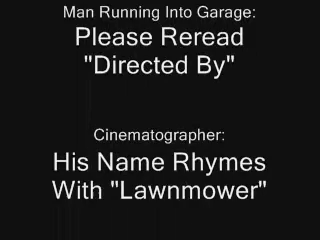 Man Running Into Garage:
Please Reread
"Directed By"
Cinematographer:
His Name Rhymes
With "Lawnmower"